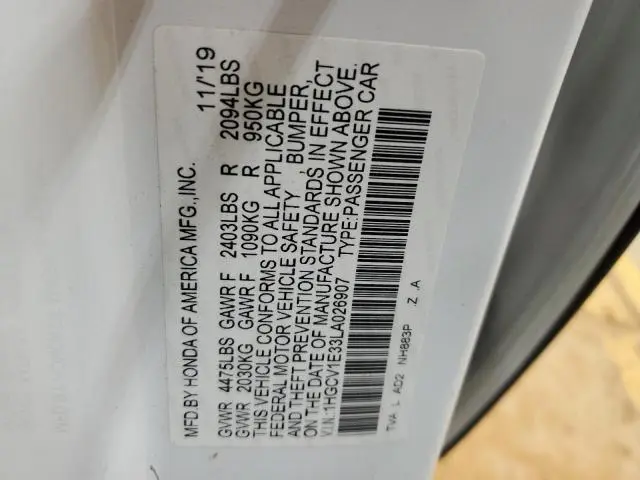 MFD.BY HONDA OF AMERICA MFG.,INC. 11/'19
GVWR 4475LBS GAWR F 2403LBS R 2094LBS
GVWR 2030KG GAWR F 1090KG R 950KG
THIS VEHICLE CONFORMS TO ALL APPLICABLE
FEDERAL MOTOR VEHICLE SAFETY , BUMPER,
AND THEFT PREVENTION STANDARDS IN EFFECT
ON THE DATE OF MANUFACTURE SHOWN ABOVE.
V.I.N.:1HGCV1E33LA026907 TYPE:PASSENGER CAR
TVA L AD2 NH883P .Z .A